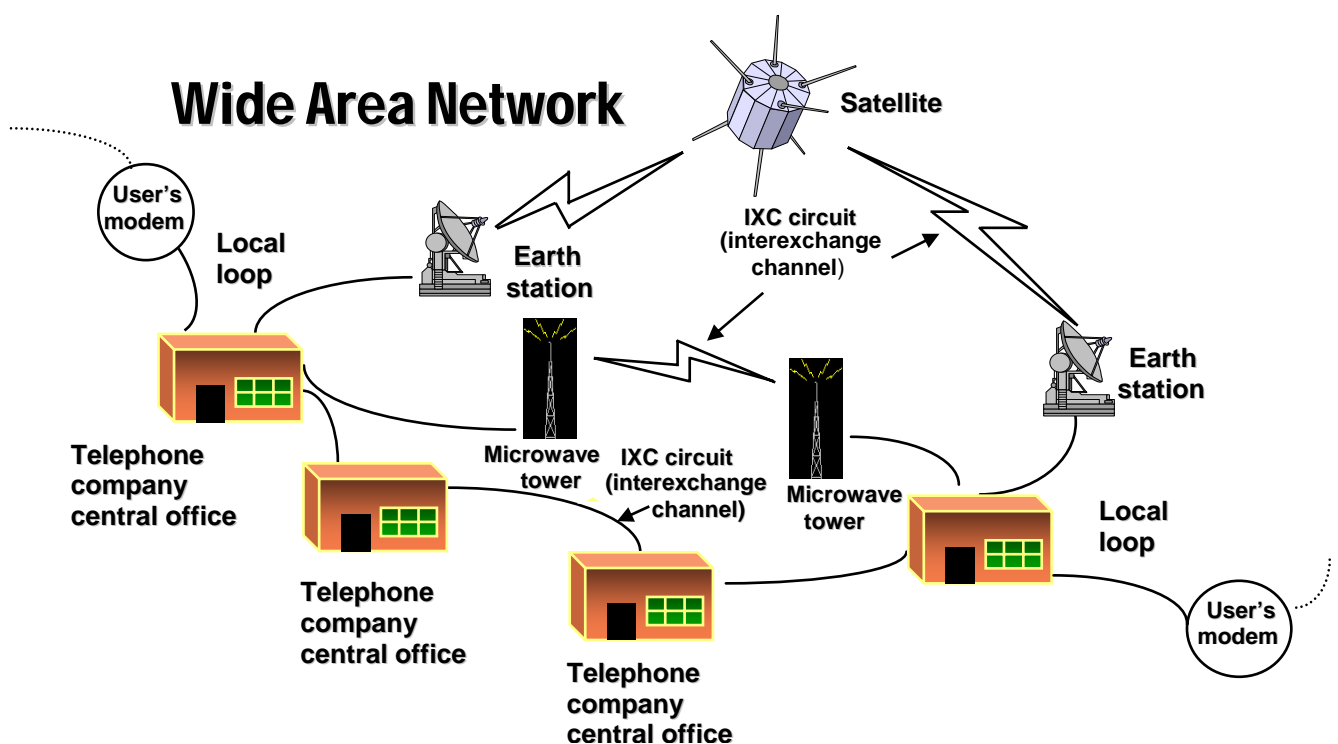 Wide Area Network
Satellite
User's
modem
Local
loop
Earth
station
IXC circuit
(interexchange
channel)
Earth
station
Telephone
company
central office
Microwave
tower
IXC circuit
(interexchange
channel)
Microwave
tower
Local
loop
Telephone
company
central office
User's
modem
Telephone
company
central office